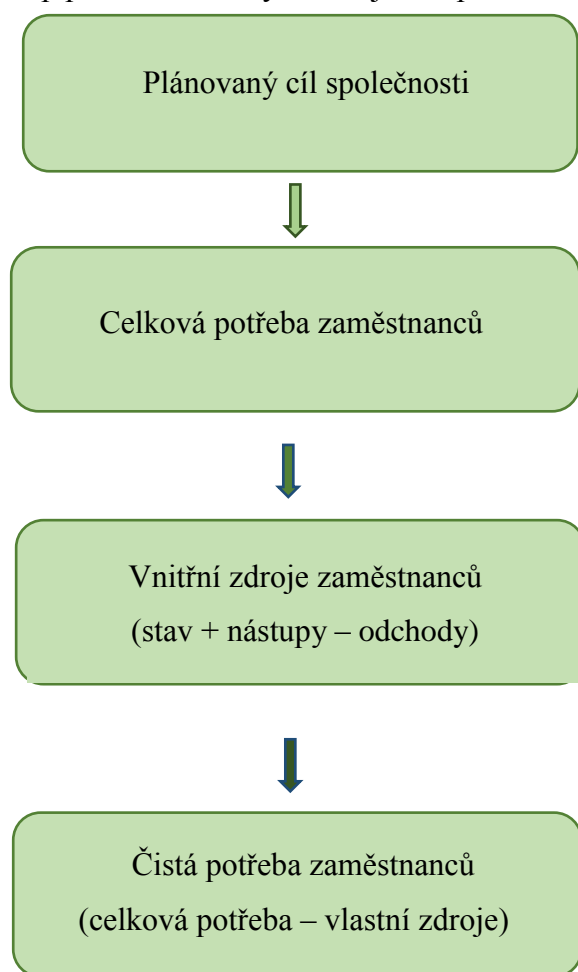 Plánovaný cíl společnosti
Celková potřeba zaměstnanců
Vnitřní zdroje zaměstnanců
(stav + nástupy – odchody)
Čistá potřeba zaměstnanců
(celková potřeba – vlastní zdroje)